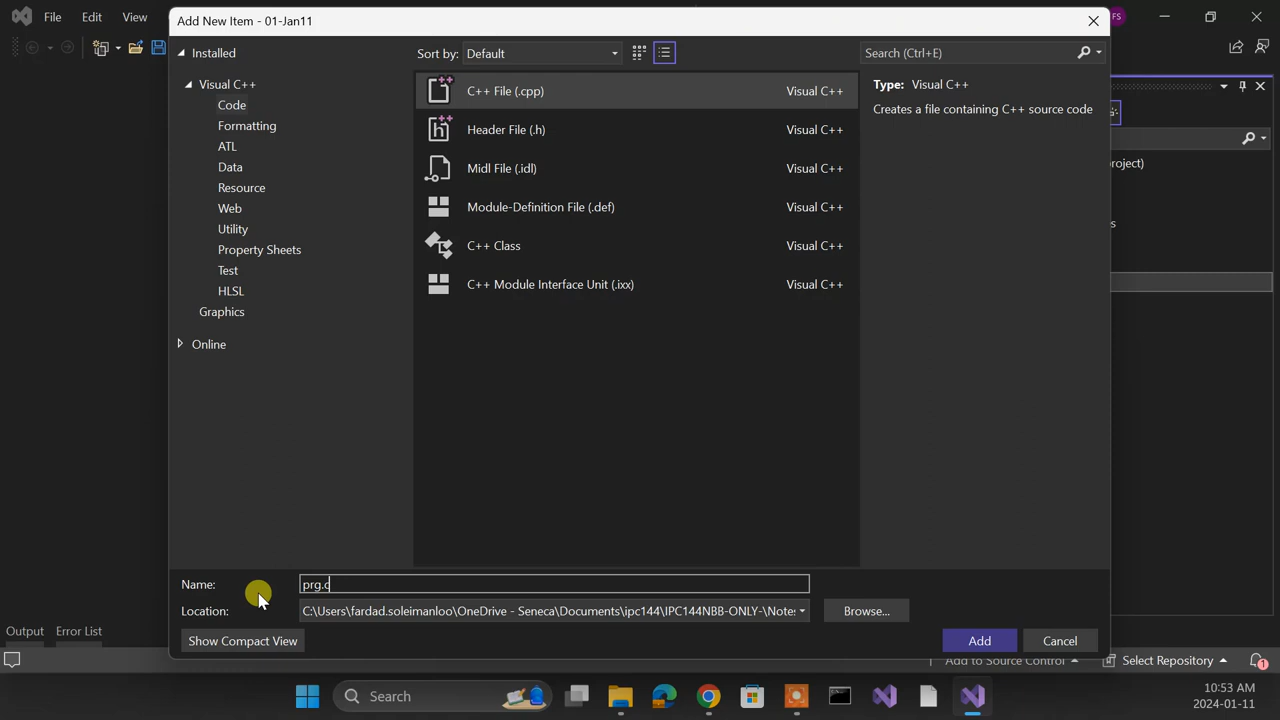 File Edit View
Add New Item - 01-Jan11
FS
Installed
Sort by: Default
Search (Ctrl+E)
Visual C++
Code
Formatting
ATL
Data
Resource
Web
Utility
Property Sheets
Test
HLSL
Graphics
Online
C++ File (.cpp) Visual C++
Header File (.h) Visual C++
Midl File (.idl) Visual C++
Module-Definition File (.def) Visual C++
C++ Class Visual C++
C++ Module Interface Unit (.ixx) Visual C++
Type: Visual C++
Creates a file containing C++ source code
roject)
s
Name: prg.c
Location: C:\Users\fardad.soleimanloo\OneDrive - Seneca\Documents\ipc144\IPC144NBB-ONLY-\Notes
Browse...
Show Compact View
Add
Cancel
Output Error List
Add to Source Control
Select Repository
1
Search
10:53 AM
2024-01-11